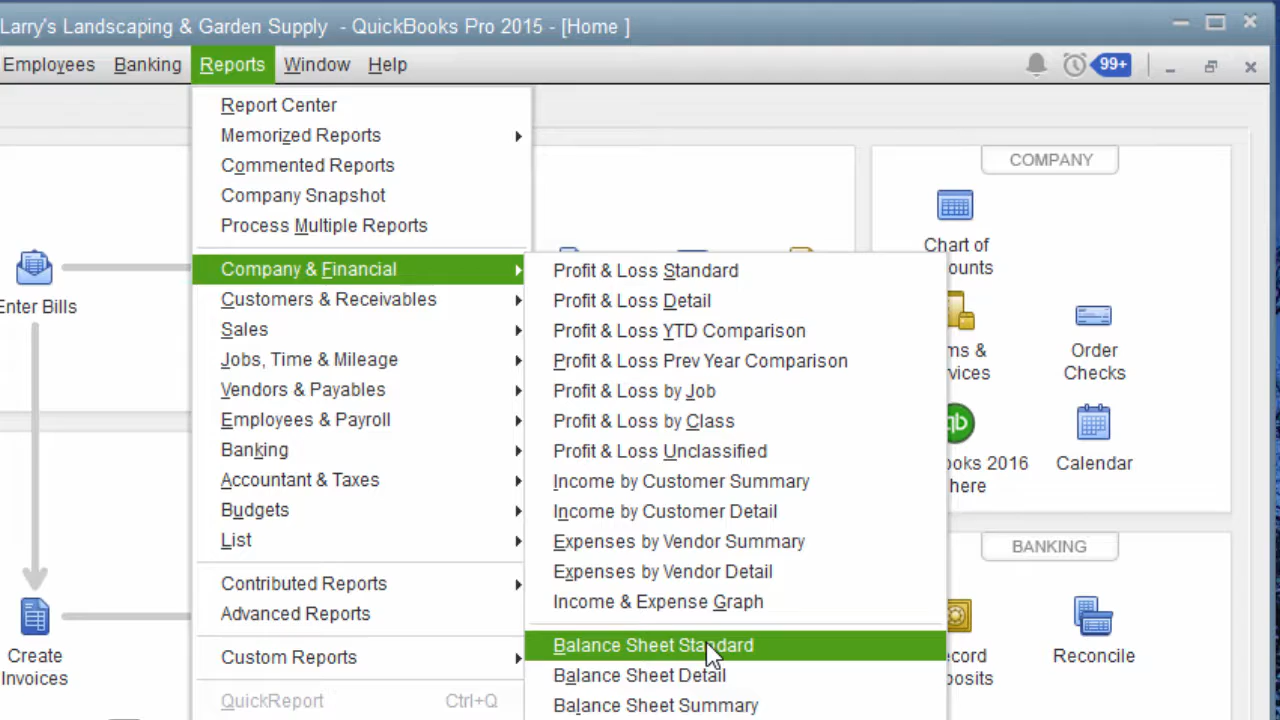 Larry's Landscaping & Garden Supply - QuickBooks Pro 2015 - [Home ]
Employees Banking Reports Window Help
99+
Report Center
Memorized Reports
Commented Reports
Company Snapshot
Process Multiple Reports
Company & Financial
Customers & Receivables
Sales
Jobs, Time & Mileage
Vendors & Payables
Employees & Payroll
Banking
Accountant & Taxes
Budgets
List
Contributed Reports
Advanced Reports
Custom Reports
QuickReport Ctrl+Q
Profit & Loss Standard
Profit & Loss Detail
Profit & Loss YTD Comparison
Profit & Loss Prev Year Comparison
Profit & Loss by Job
Profit & Loss by Class
Profit & Loss Unclassified
Income by Customer Summary
Income by Customer Detail
Expenses by Vendor Summary
Expenses by Vendor Detail
Income & Expense Graph
Balance Sheet Standard
Balance Sheet Detail
Balance Sheet Summary
Enter Bills
Create
Invoices
COMPANY
Chart of
ounts
ms &
vices
Order
Checks
qb
ooks 2016
here
Calendar
BANKING
cord
posits
Reconcile